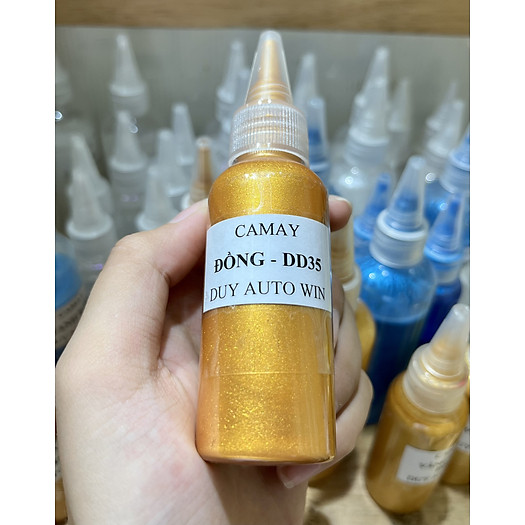 CAMAY
ĐỒNG - DD35
DUY AUTO WIN